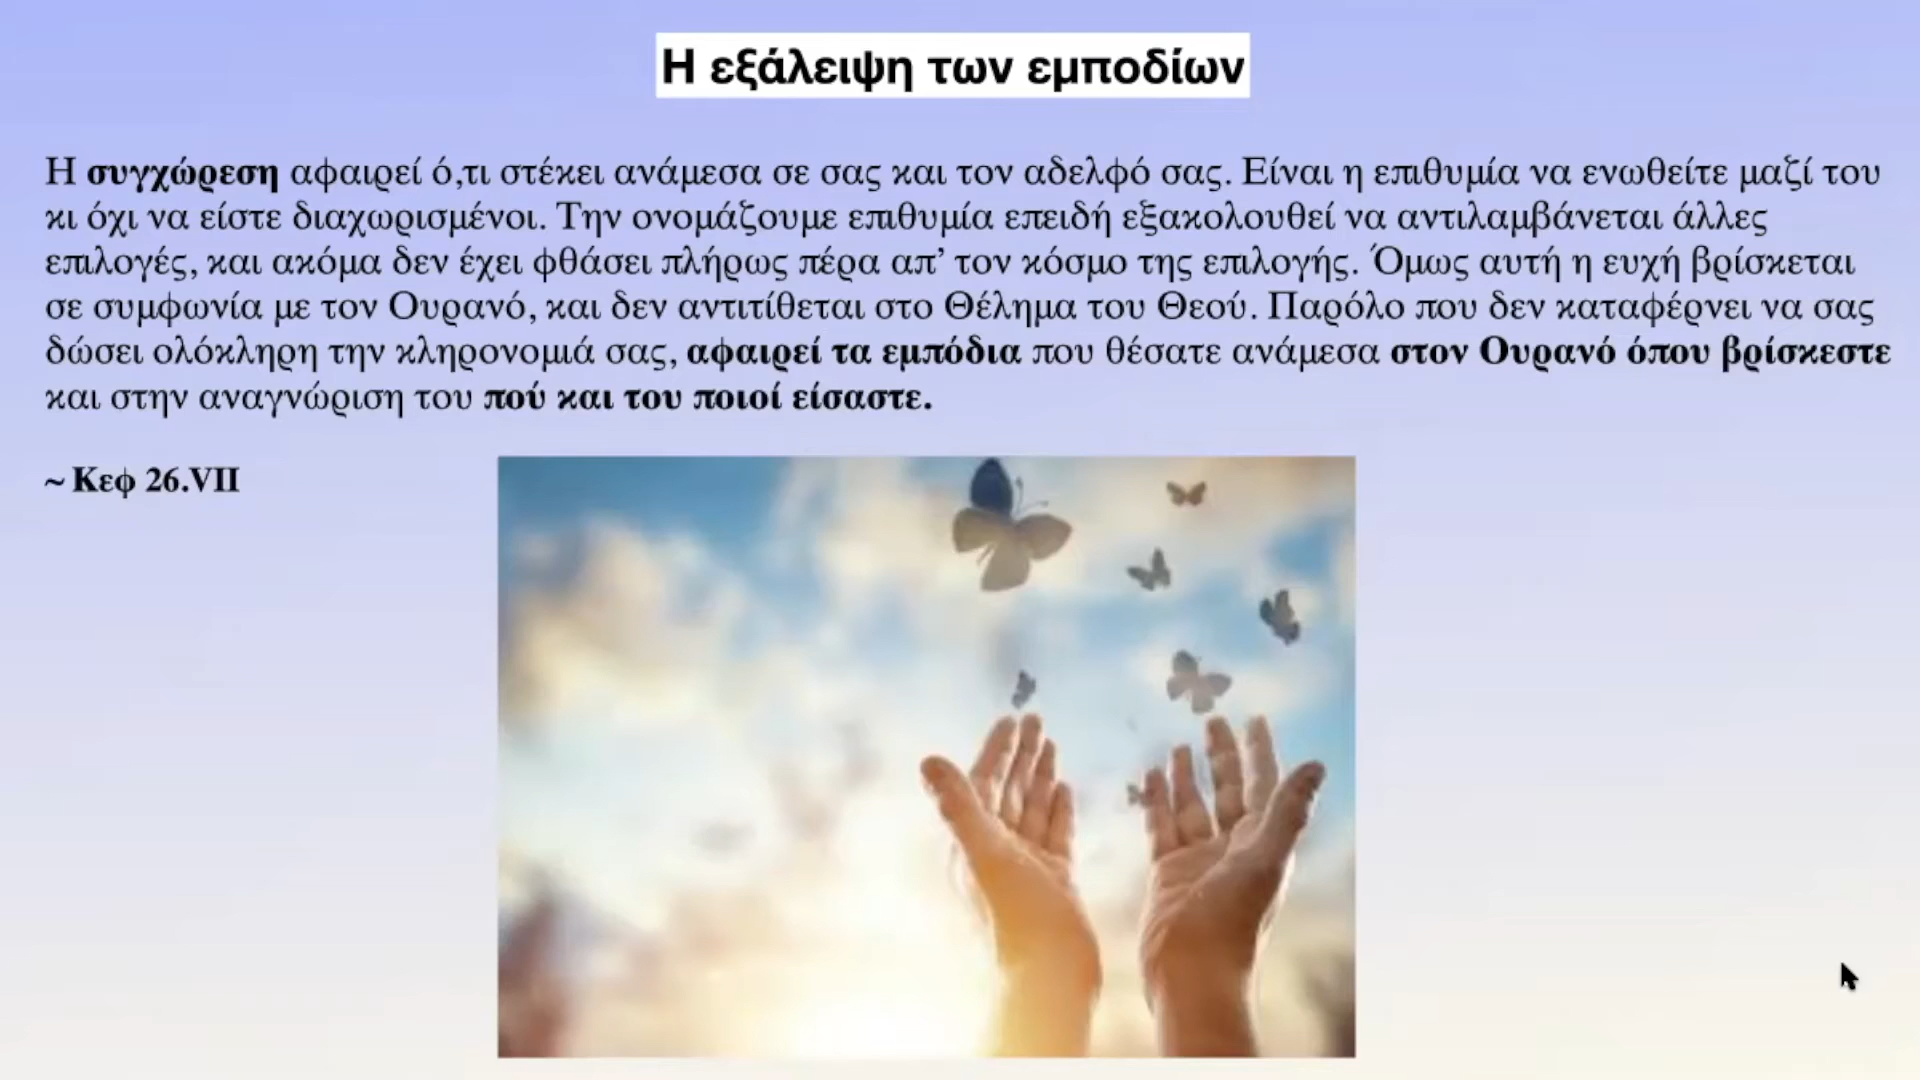 Η εξάλειψη των εμποδίων
Η συγχώρεση αφαιρεί ό,τι στέκει ανάμεσα σε σας και τον αδελφό σας. Είναι η επιθυμία να ενωθείτε μαζί του
κι όχι να είστε διαχωρισμένοι. Την ονομάζουμε επιθυμία επειδή εξακολουθεί να αντιλαμβάνεται άλλες
επιλογές, και ακόμα δεν έχει φθάσει πλήρως πέρα απ’ τον κόσμο της επιλογής. Όμως αυτή η ευχή βρίσκεται
σε συμφωνία με τον Ουρανό, και δεν αντιτίθεται στο Θέλημα του Θεού. Παρόλο που δεν καταφέρνει να σας
δώσει ολόκληρη την κληρονομιά σας, αφαιρεί τα εμπόδια που θέσατε ανάμεσα στον Ουρανό όπου βρίσκεστε
και στην αναγνώριση του πού και του ποιοί είσαστε.
~ Κεφ 26.VII